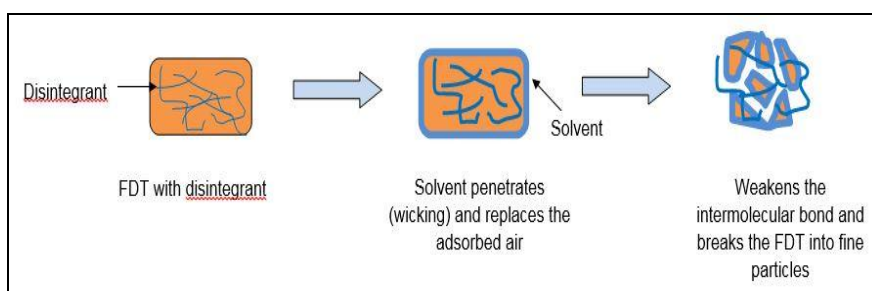 Disintegrant
Solvent
FDT with disintegrant
Solvent penetrates
(wicking) and replaces the
adsorbed air
Weakens the
intermolecular bond and
breaks the FDT into fine
particles